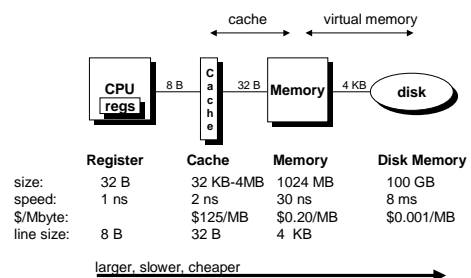 cache virtual memory
CPU
regs
8 B
C
a
c
h
e
32 B
Memory
4 KB
disk
Register Cache Memory Disk Memory
size: 32 B 32 KB-4MB 1024 MB 100 GB
speed: 1 ns 2 ns 30 ns 8 ms
$/Mbyte: $125/MB $0.20/MB $0.001/MB
line size: 8 B 32 B 4 KB
larger, slower, cheaper